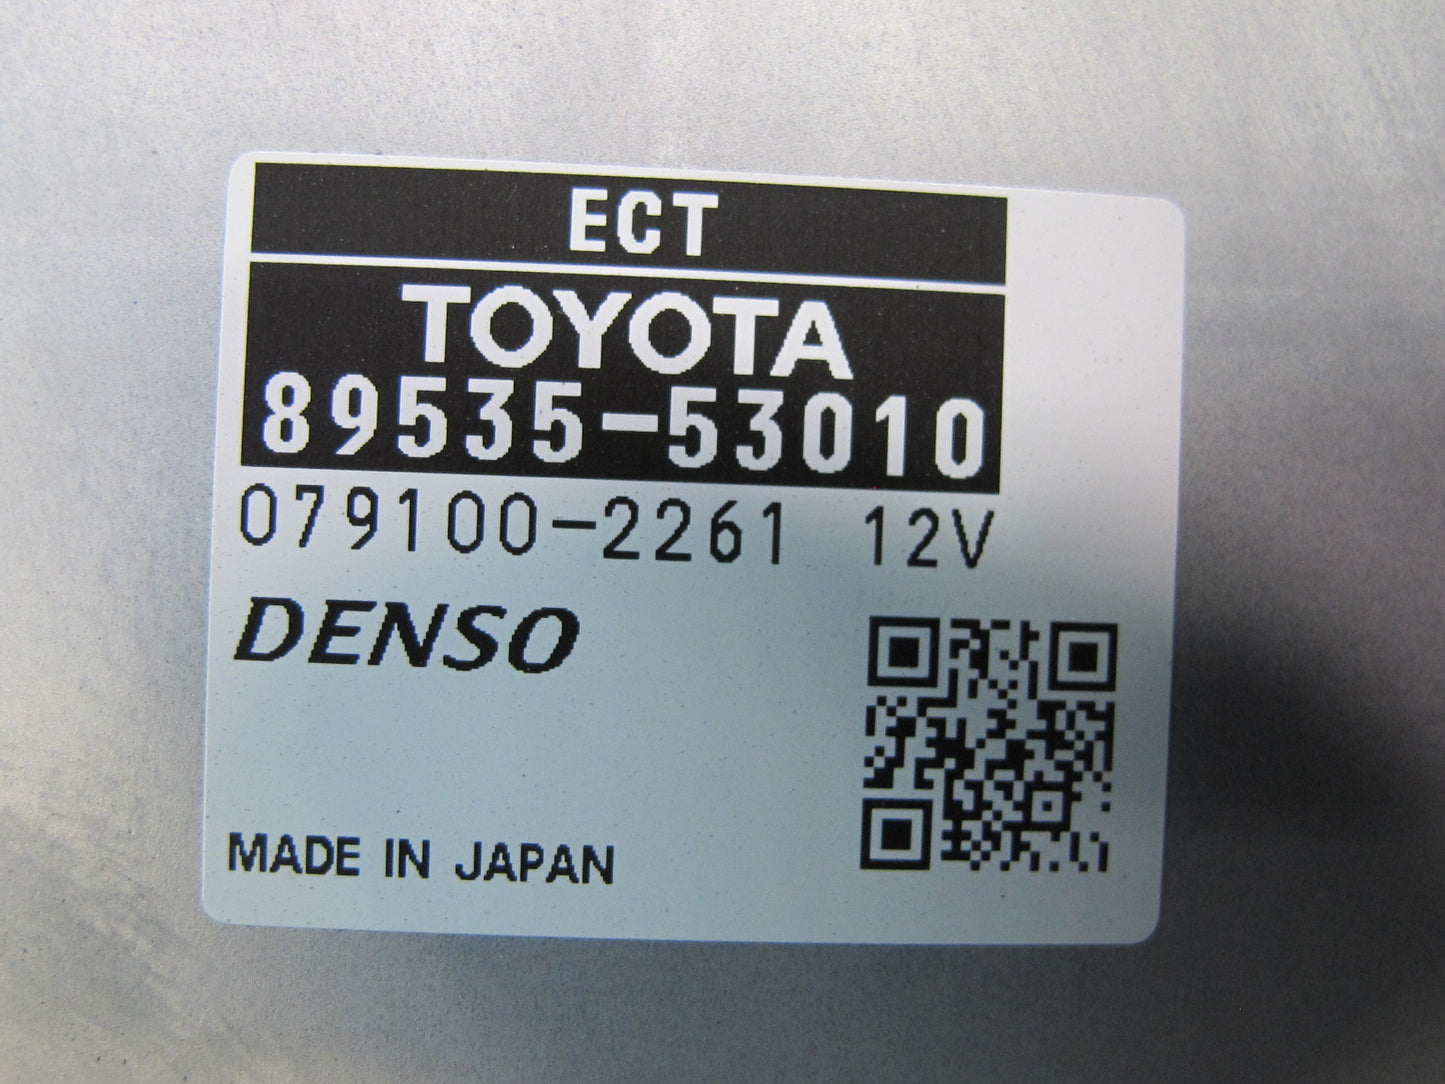 ECT
TOYOTA
89535-53010
079100-2261 12V
DENSO
MADE IN JAPAN